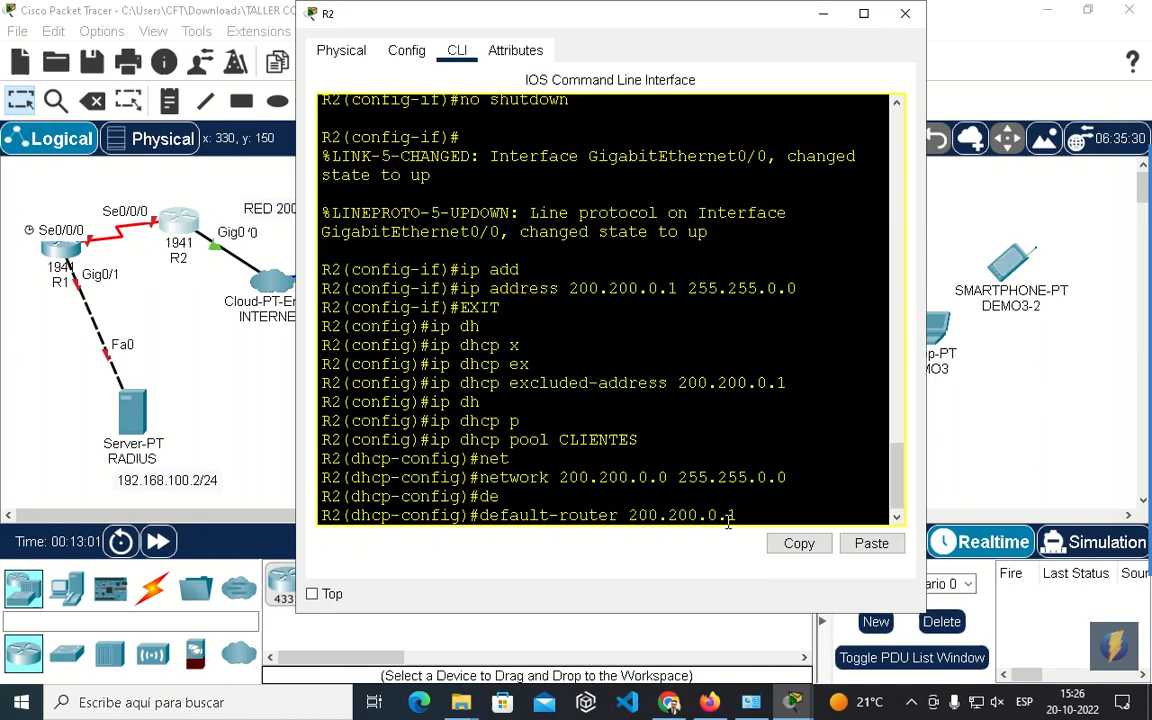 Cisco Packet Tracer - C:\Users\CFT\Downloads\TALLER CO
R2
File Edit Options View Tools Extensions
Physical Config CLI Attributes
IOS Command Line Interface
Logical Physical x: 330, y: 150
06:35:30
R2(config-if)#no shutdown
R2(config-if)#
%LINK-5-CHANGED: Interface GigabitEthernet0/0, changed
state to up
%LINEPROTO-5-UPDOWN: Line protocol on Interface
GigabitEthernet0/0, changed state to up
R2(config-if)#ip add
R2(config-if)#ip address 200.200.0.1 255.255.0.0
R2(config-if)#EXIT
R2(config)#ip dh
R2(config)#ip dhcp x
R2(config)#ip dhcp ex
R2(config)#ip dhcp excluded-address 200.200.0.1
R2(config)#ip dh
R2(config)#ip dhcp p
R2(config)#ip dhcp pool CLIENTES
R2(dhcp-config)#net
R2(dhcp-config)#network 200.200.0.0 255.255.0.0
R2(dhcp-config)#de
R2(dhcp-config)#default-router 200.200.0.1
Copy Paste
Top
Se0/0/0
RED 200
Se0/0/0
1941
R2
Gig0/0
1941
R1
Gig0/1
Cloud-PT-En
INTERNE
Fa0
Server-PT
RADIUS
192.168.100.2/24
SMARTPHONE-PT
DEMO3-2
p-PT
MO3
Time: 00:13:01
Realtime Simulation
433
ario 0
Fire Last Status Sour
New Delete
Toggle PDU List Window
(Select a Device to Drag and Drop to the Workspace)
Escribe aquí para buscar
21°C
ESP
15:26
20-10-2022